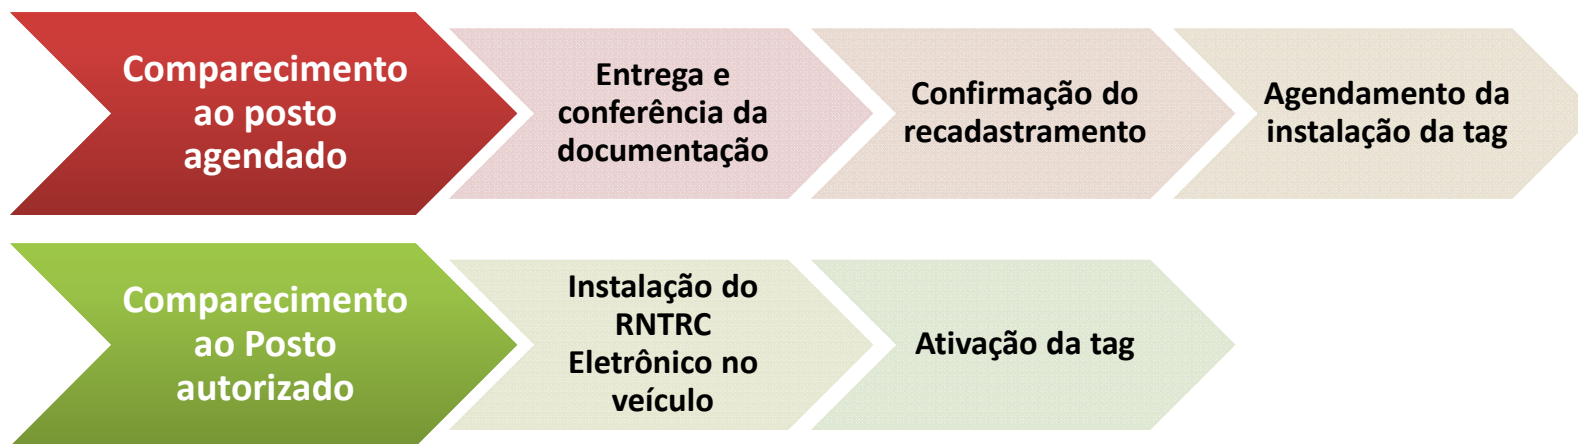 Comparecimento
ao posto
agendado
Entrega e
conferência da
documentação
Confirmação do
recadastramento
Agendamento da
instalação da tag
Comparecimento
ao Posto
autorizado
Instalação do
RNTRC
Eletrônico no
veículo
Ativação da tag